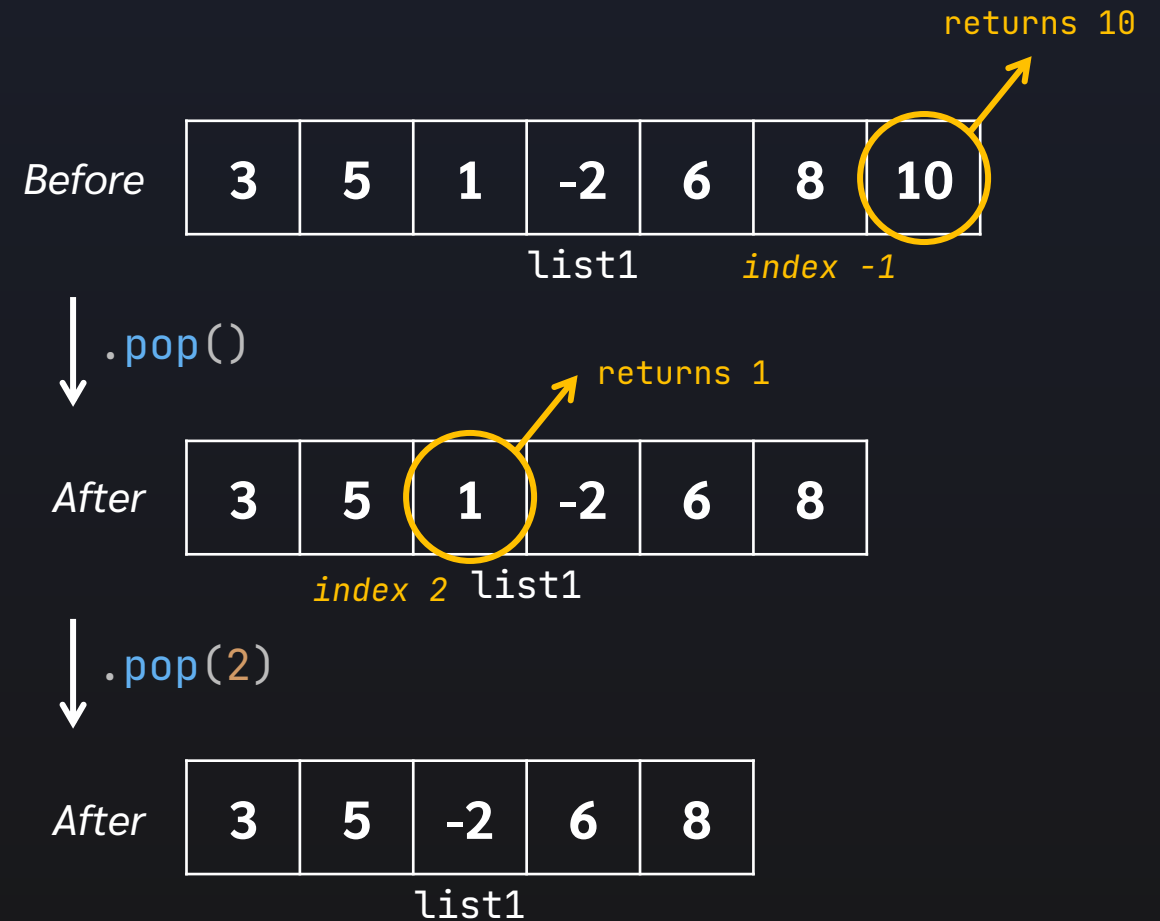 returns 10
Before 3 5 1 -2 6 8 10
list1 index -1
.pop()
returns 1
After 3 5 1 -2 6 8
index 2 list1
.pop(2)
After 3 5 -2 6 8
list1